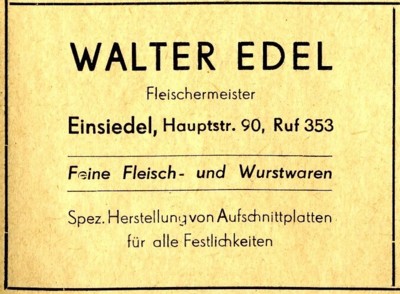 WALTER EDEL
Fleischermeister
Einsiedel, Hauptstr. 90, Ruf 353
Feine Fleisch- und Wurstwaren
Spez. Herstellung von Aufschnittplatten
für alle Festlichkeiten